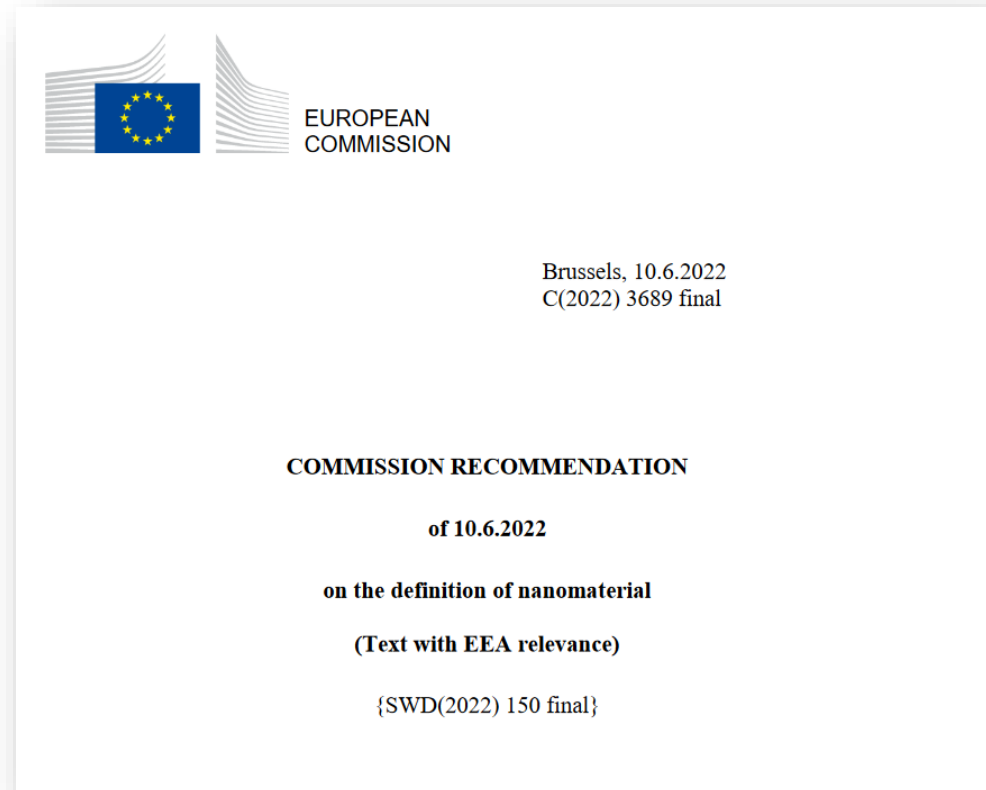 EUROPEAN
COMMISSION
Brussels, 10.6.2022
C(2022) 3689 final
COMMISSION RECOMMENDATION
of 10.6.2022
on the definition of nanomaterial
(Text with EEA relevance)
{SWD(2022) 150 final}